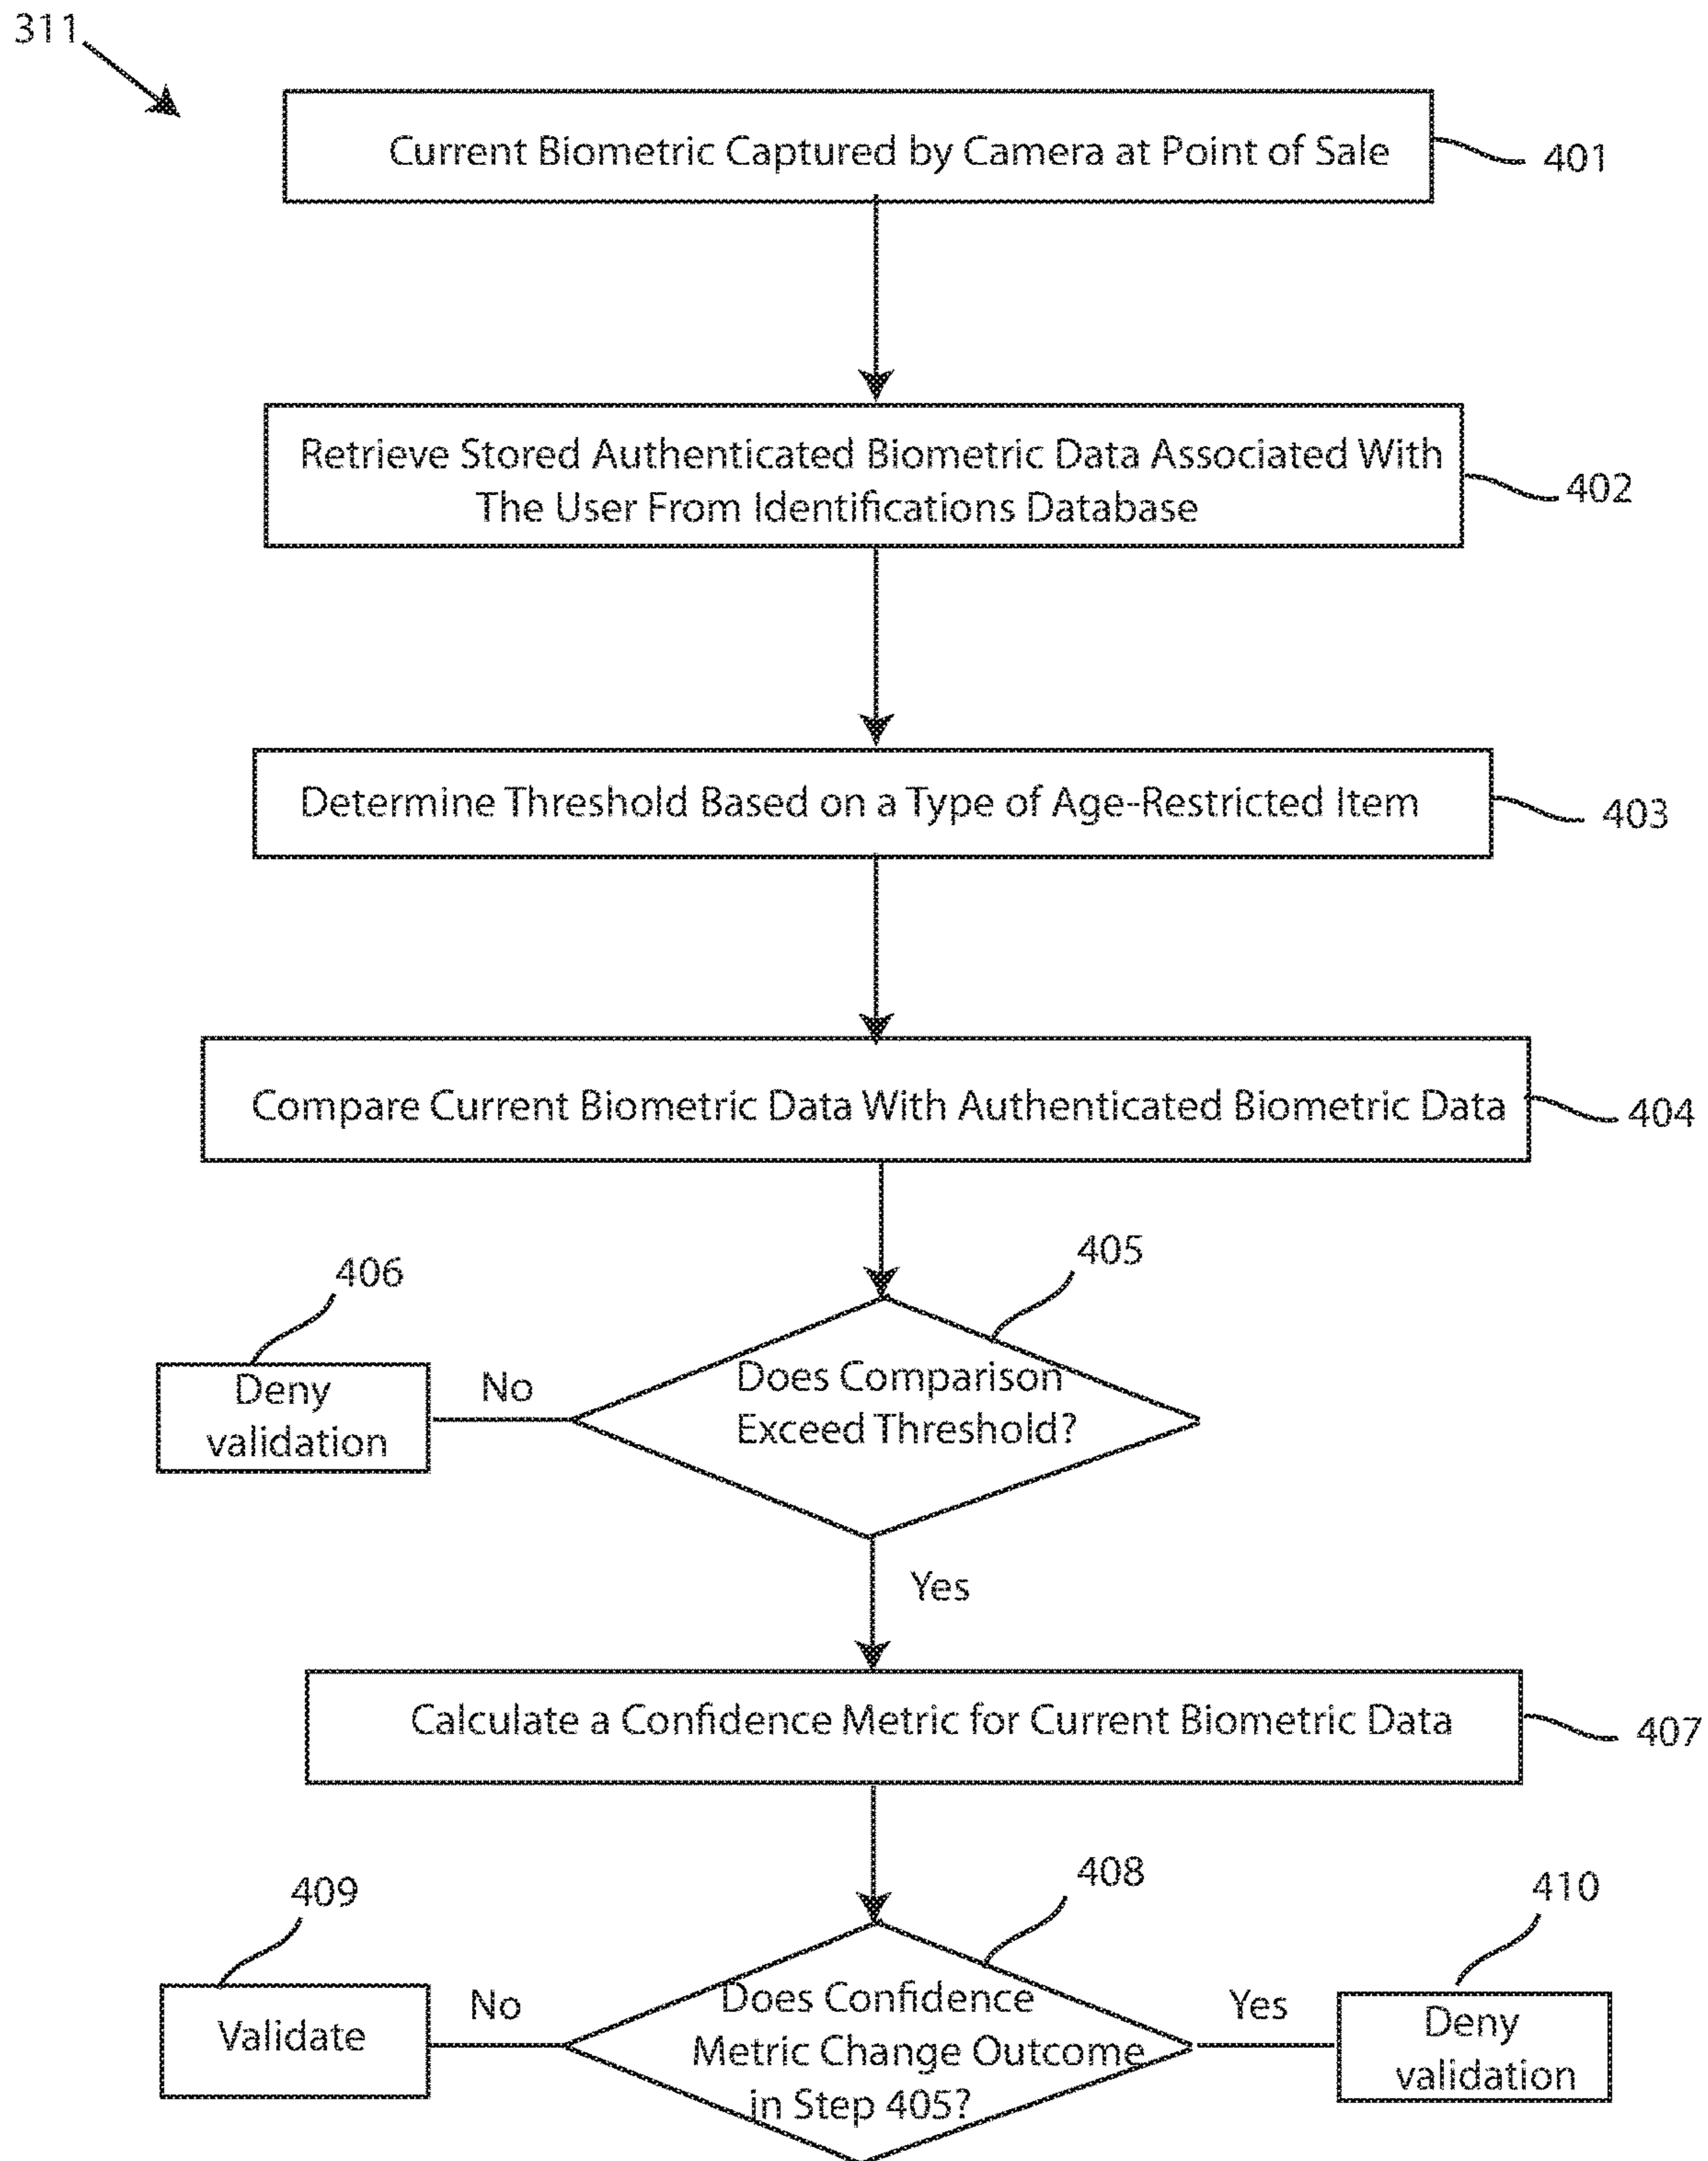 311
Current Biometric Captured by Camera at Point of Sale
401
Retrieve Stored Authenticated Biometric Data Associated With
The User From Identifications Database
402
Determine Threshold Based on a Type of Age-Restricted Item
403
Compare Current Biometric Data With Authenticated Biometric Data
404
405
406
Does Comparison
Exceed Threshold?
No
Deny
validation
Yes
Calculate a Confidence Metric for Current Biometric Data
407
408
409
410
Does Confidence
Metric Change Outcome
in Step 405?
No
Validate
Yes
Deny
validation